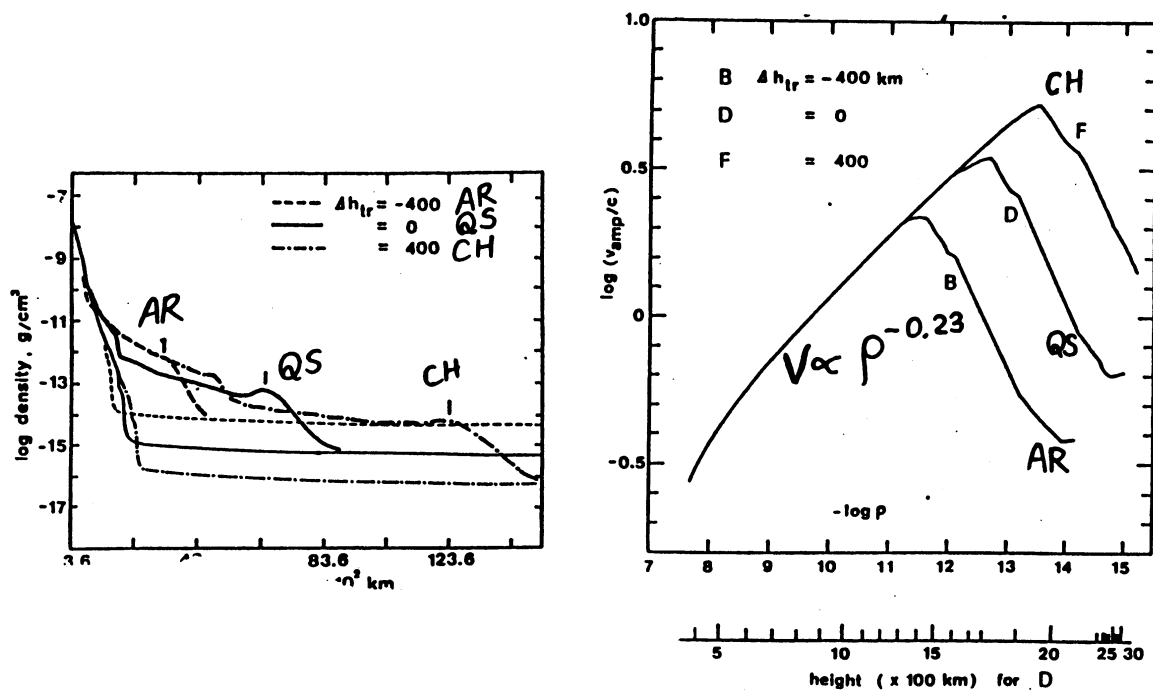 -7
-9
-11
-13
-15
-17
log density, g/cm³
Δh_tr = -400 AR
= 0 QS
= 400 CH
AR
QS
CH
3.6
83.6
123.6
10² km
1.0
0.5
0
-0.5
log (v_amp/c)
B Δh_tr = -400 km
D = 0
F = 400
CH
F
D
B
V ∝ ρ^-0.23
QS
AR
-log ρ
7 8 9 10 11 12 13 14 15
5 10 15 20 25 30
height (x 100 km) for D